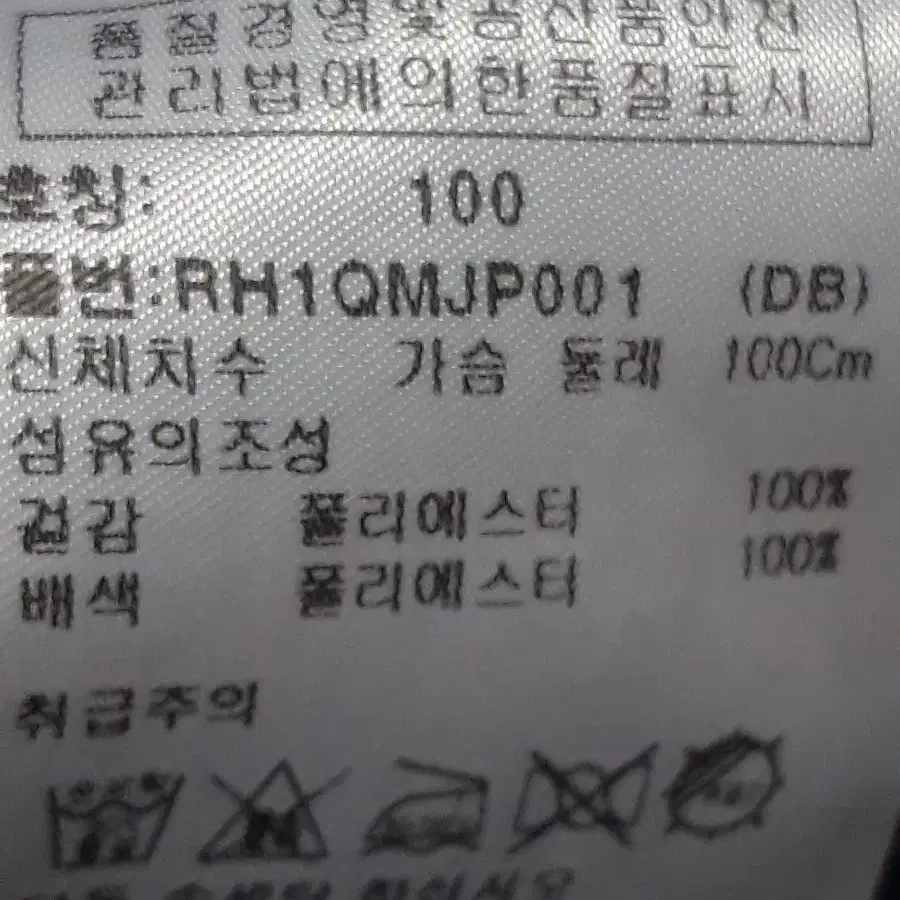 품질경영및공산품안전
관리법에의한품질표시
호칭: 100
품번:RH1QMJP001 (DB)
신체치수 가슴 둘레 100Cm
섬유의조성
겉감 폴리에스터 100%
배색 폴리에스터 100%
취급주의